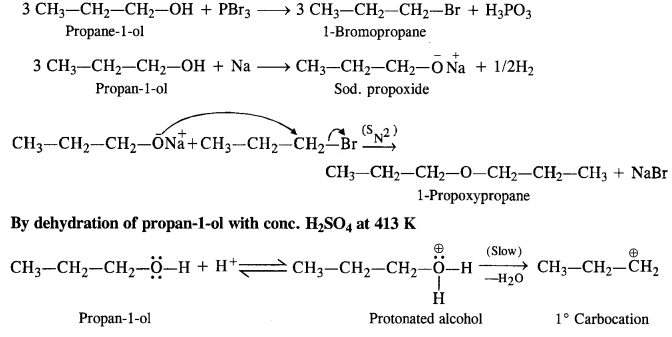 3 CH₃—CH₂—CH₂—OH + PBr₃ ⟶ 3 CH₃—CH₂—CH₂—Br + H₃PO₃
Propane-1-ol 1-Bromopropane
3 CH₃—CH₂—CH₂—OH + Na ⟶ CH₃—CH₂—CH₂—O⁻ Na⁺ + 1/2H₂
Propan-1-ol Sod. propoxide
CH₃—CH₂—CH₂—O⁻Na⁺ + CH₃—CH₂—CH₂—Br (S_N2) ⟶
CH₃—CH₂—CH₂—O—CH₂—CH₂—CH₃ + NaBr
1-Propoxypropane
By dehydration of propan-1-ol with conc. H₂SO₄ at 413 K
CH₃—CH₂—CH₂—Ö—H + H⁺ ⇌ CH₃—CH₂—CH₂—O⊕—H (Slow) —H₂O ⟶ CH₃—CH₂—CH₂⊕
H
Propan-1-ol Protonated alcohol 1° Carbocation